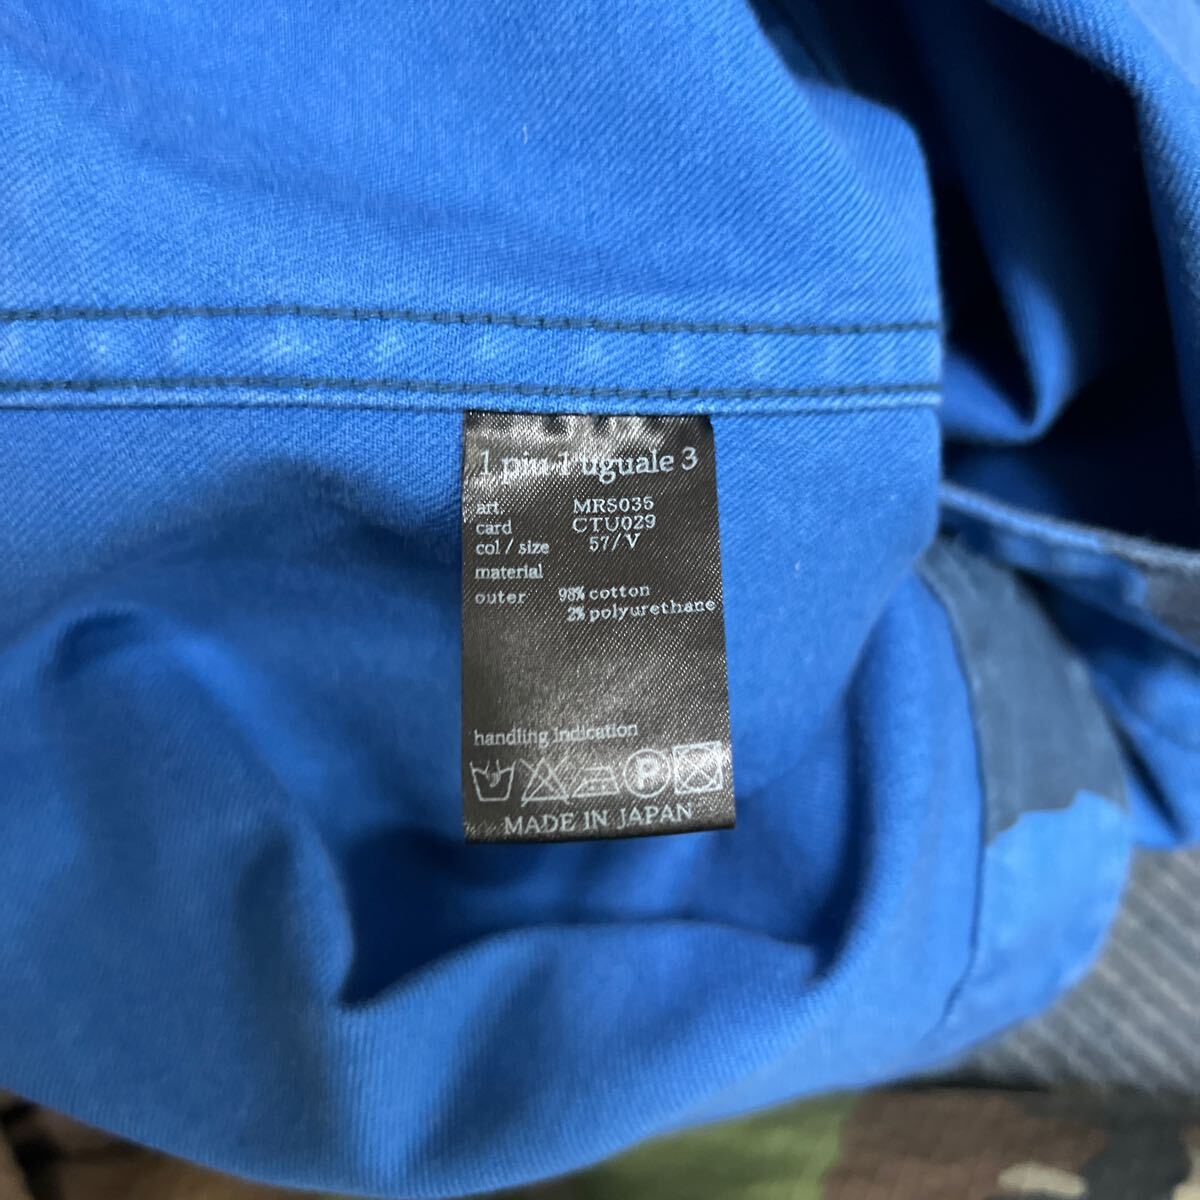 1 piu 1 uguale 3
art. MRS035
card CTU029
col / size 57/V
material
outer 98% cotton
2% polyurethane
handling indication
P
MADE IN JAPAN